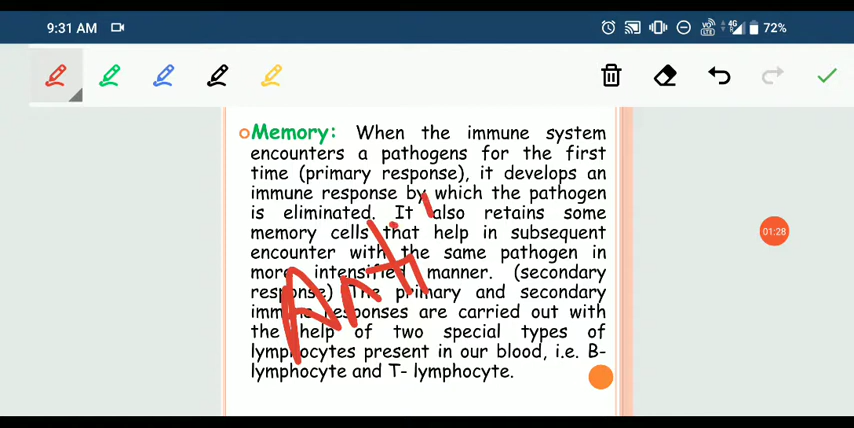 9:31 AM
VO)
LTE
4G
R
72%
Memory: When the immune system
encounters a pathogens for the first
time (primary response), it develops an
immune response by which the pathogen
is eliminated. It also retains some
memory cells that help in subsequent
encounter with the same pathogen in
more intensified manner. (secondary
response) The primary and secondary
immune responses are carried out with
the help of two special types of
lymphocytes present in our blood, i.e. B-
lymphocyte and T- lymphocyte.
Anti
01:28